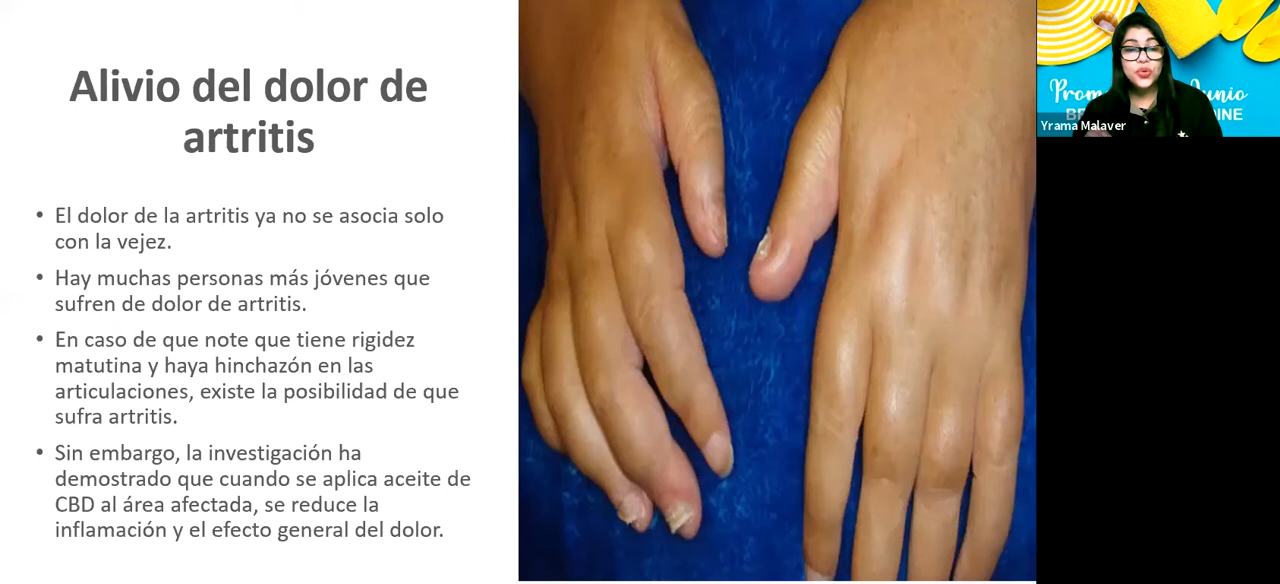 Alivio del dolor de
artritis
• El dolor de la artritis ya no se asocia solo
con la vejez.
• Hay muchas personas más jóvenes que
sufren de dolor de artritis.
• En caso de que note que tiene rigidez
matutina y haya hinchazón en las
articulaciones, existe la posibilidad de que
sufra artritis.
• Sin embargo, la investigación ha
demostrado que cuando se aplica aceite de
CBD al área afectada, se reduce la
inflamación y el efecto general del dolor.
Yrama Malaver